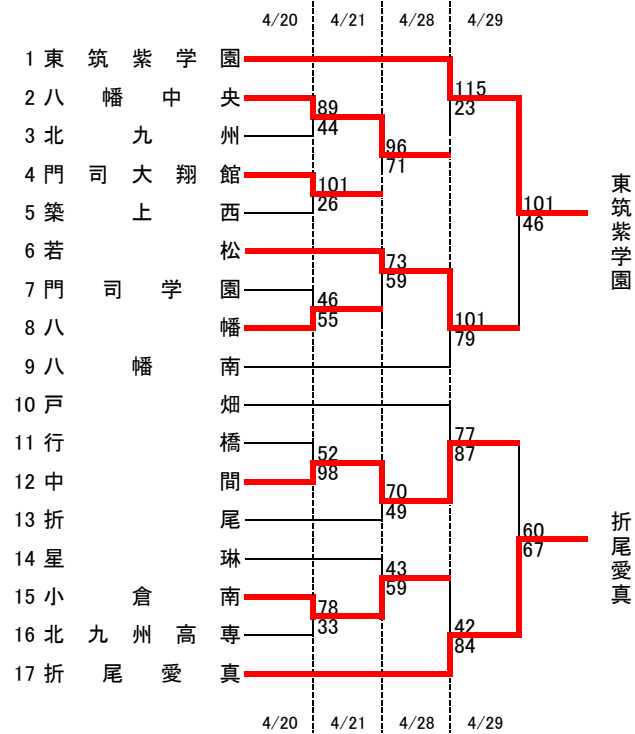 4/20 4/21 4/28 4/29
1 東筑紫学園
115
2 八幡中央
23
89
3 北九州
44
96
71
4 門司大翔館
101
東筑紫学園
5 築上西
26
101
46
6 若松
73
59
7 門司学園
46
8 八幡
55
101
79
9 八幡南
10 戸畑
77
11 行橋
87
52
12 中間
98
70
49
13 折尾
60
折尾愛真
67
14 星琳
43
59
15 小倉南
78
16 北九州高専
33
42
84
17 折尾愛真
4/20 4/21 4/28 4/29